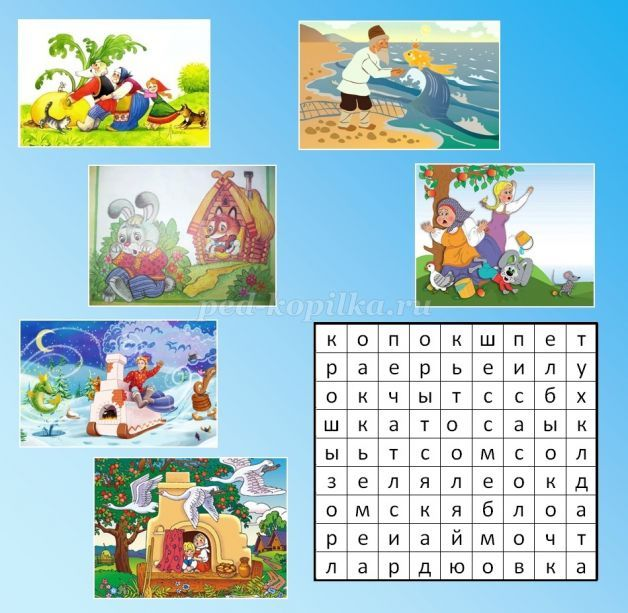 ped-kopilka.ru
к о п о к ш п е т
р а е р ь е и л у
о к ч ы т с с б х
ш к а т о с а ы к
ы ь т с о м с о л
з е л я л е о к д
о м с к я б л о а
р е и а й м о ч т
л а р д ю о в к а